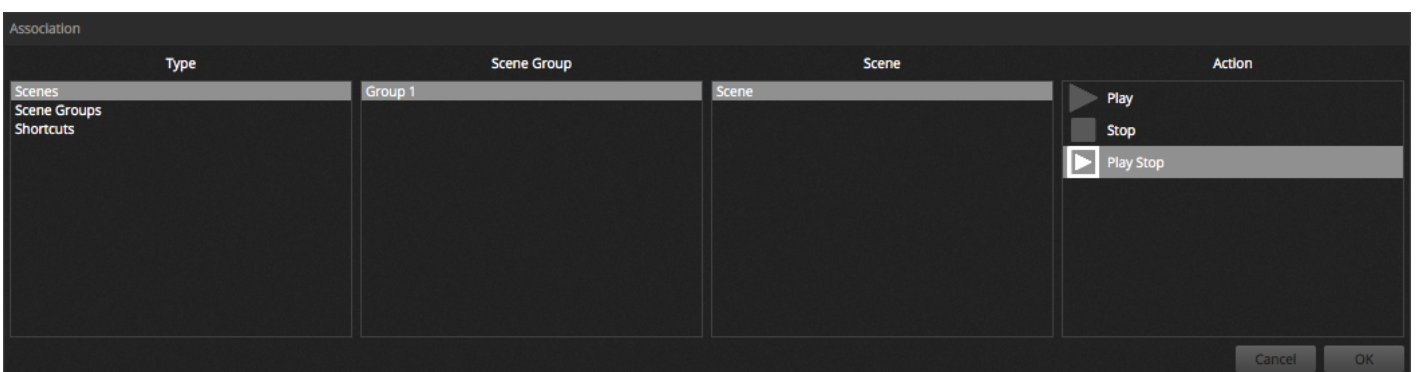 Association
Type
Scene Group
Scene
Action
Scenes
Scene Groups
Shortcuts
Group 1
Scene
Play
Stop
Play Stop
Cancel
OK